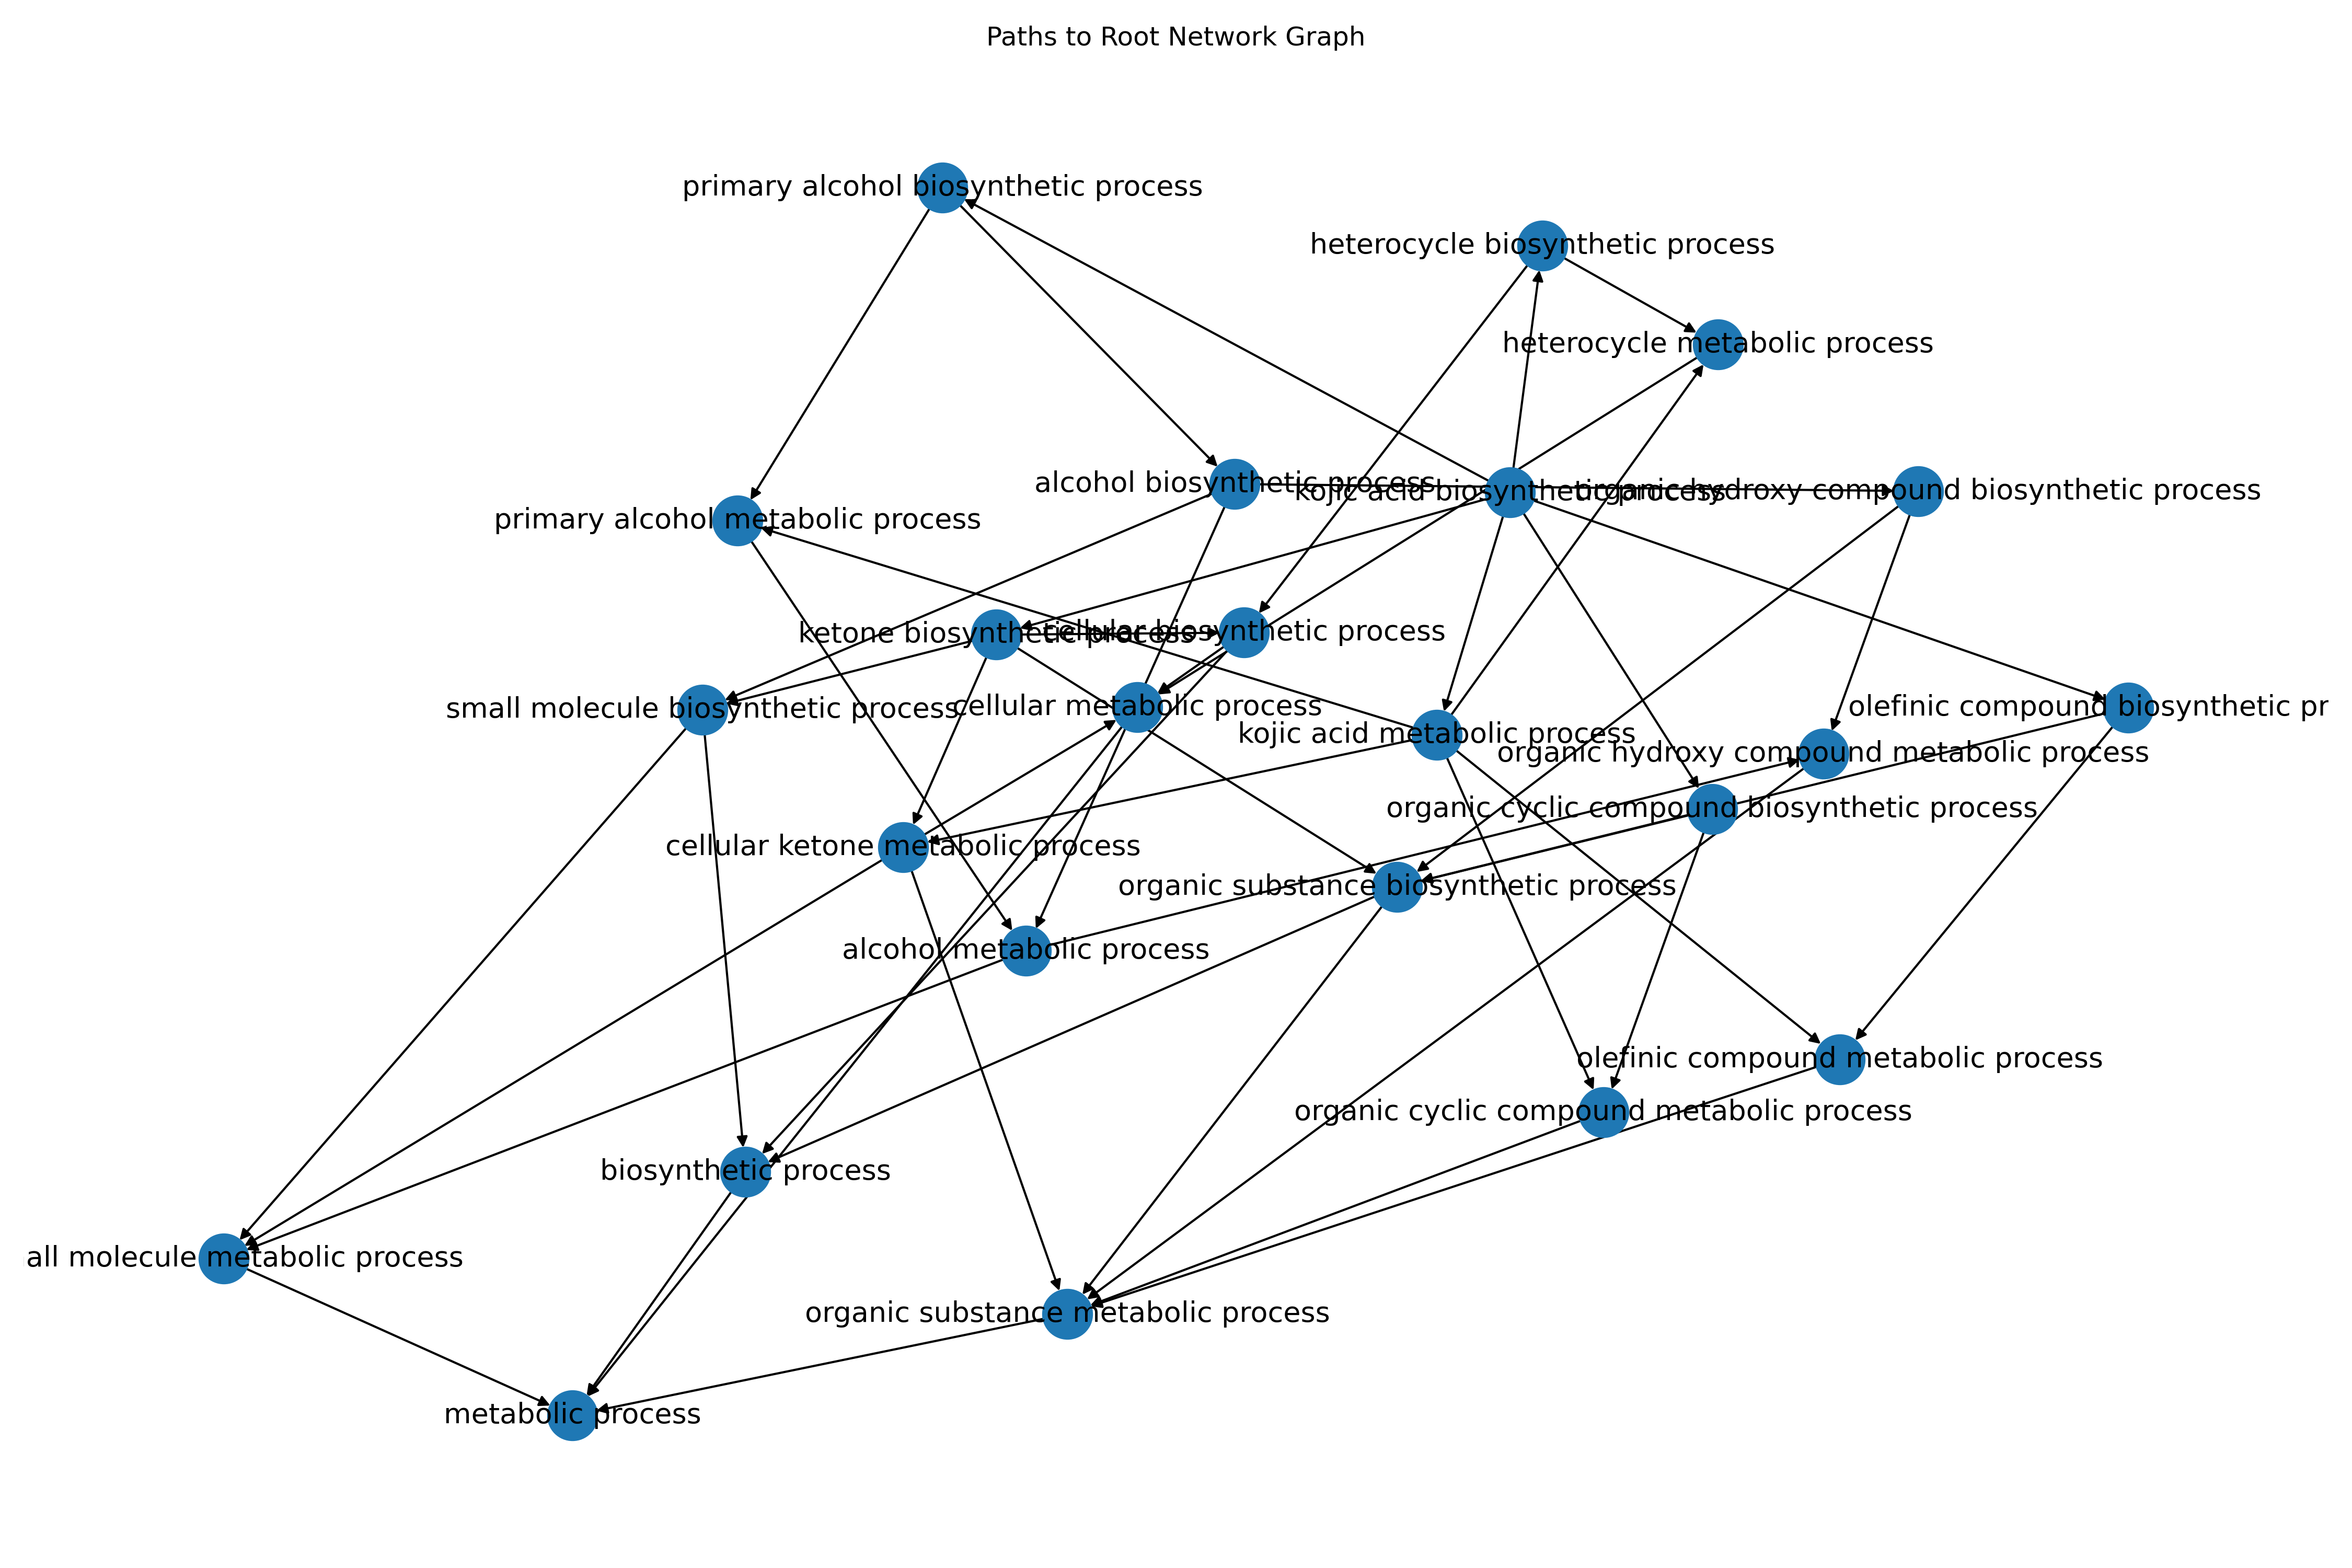 Paths to Root Network Graph
primary alcohol biosynthetic process
heterocycle biosynthetic process
heterocycle metabolic process
alcohol biosynthetic process
kojic acid biosynthetic process
organic hydroxy compound biosynthetic process
primary alcohol metabolic process
ketone biosynthetic process
cellular biosynthetic process
small molecule biosynthetic process
cellular metabolic process
kojic acid metabolic process
olefinic compound biosynthetic pr
organic hydroxy compound metabolic process
organic cyclic compound biosynthetic process
cellular ketone metabolic process
organic substance biosynthetic process
alcohol metabolic process
olefinic compound metabolic process
organic cyclic compound metabolic process
biosynthetic process
all molecule metabolic process
organic substance metabolic process
metabolic process